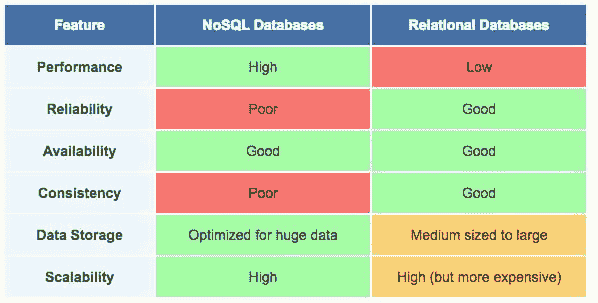 Feature NoSQL Databases Relational Databases
Performance High Low
Reliability Poor Good
Availability Good Good
Consistency Poor Good
Data Storage Optimized for huge data Medium sized to large
Scalability High High (but more expensive)